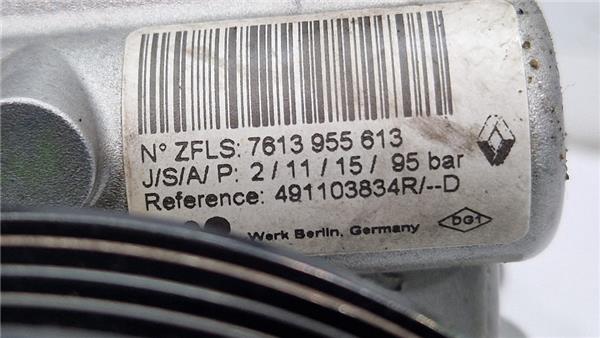 N° ZFLS: 7613 955 613
J/S/A/P: 2/11/15/ 95 bar
Reference: 491103834R/--D
Werk Berlin, Germany
DG1